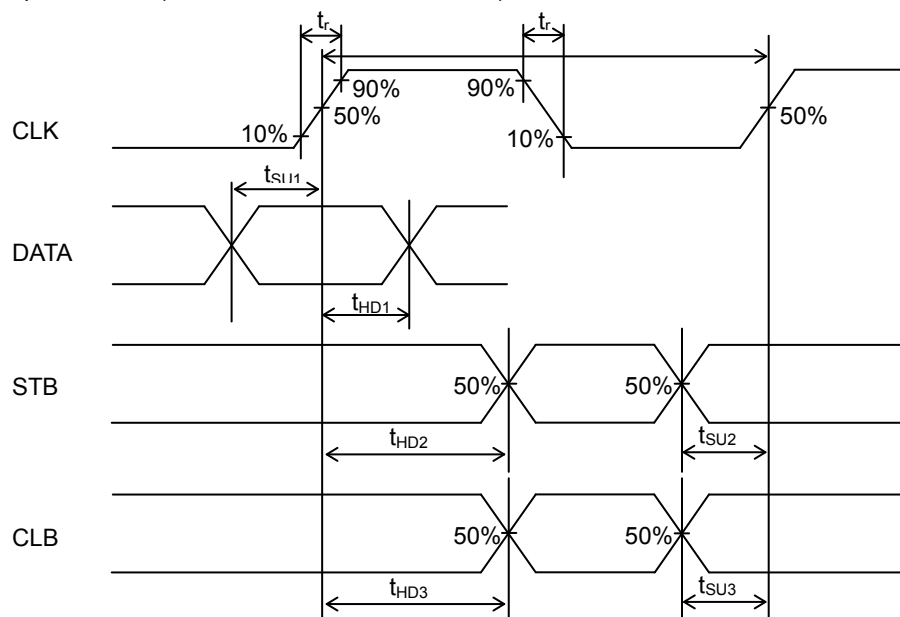 tr tr
90% 90%
50% 50%
CLK 10% 10%
tSU1
DATA
tHD1
STB 50% 50%
tHD2 tSU2
CLB 50% 50%
tHD3 tSU3